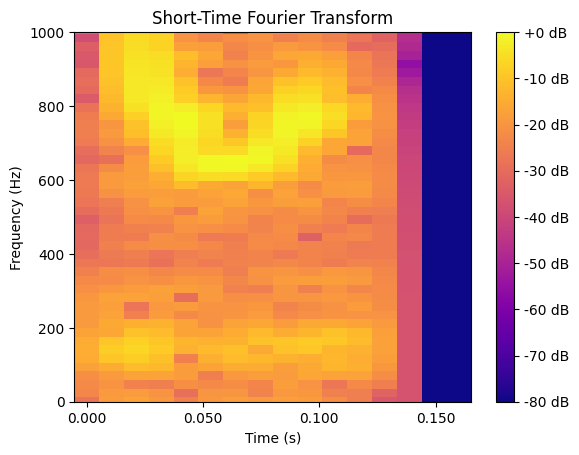 Short-Time Fourier Transform
Frequency (Hz)
1000
800
600
400
200
0
0.000
0.050
0.100
0.150
Time (s)
+0 dB
-10 dB
-20 dB
-30 dB
-40 dB
-50 dB
-60 dB
-70 dB
-80 dB